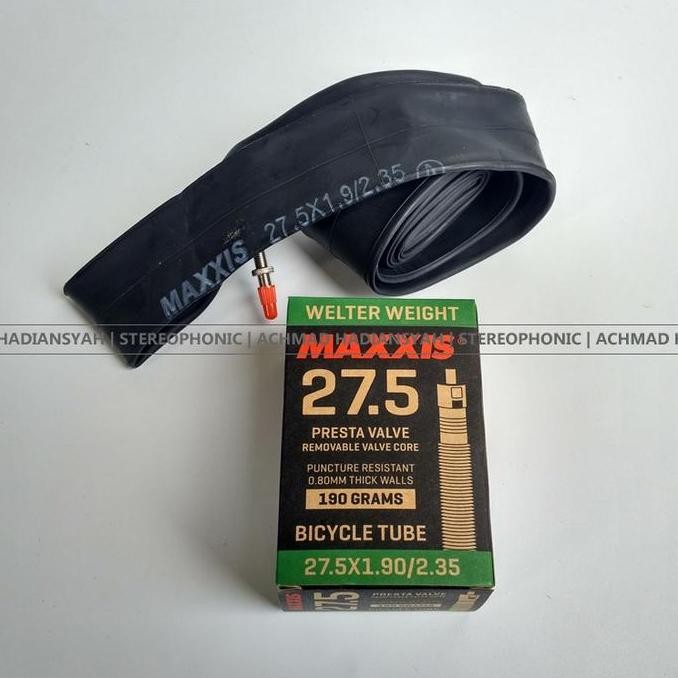 MAXXIS 27.5X1.9/2.35
WELTER WEIGHT
HADIANSYAH | STEREOPHONIC | ACHMAD HADIANSYAH | STEREOPHONIC | ACHMAD H
MAXXIS
27.5
PRESTA VALVE
REMOVABLE VALVE CORE
PUNCTURE RESISTANT
0.80MM THICK WALLS
190 GRAMS
BICYCLE TUBE
27.5X1.90/2.35
MAXXIS
27.5
PRESTA VALVE